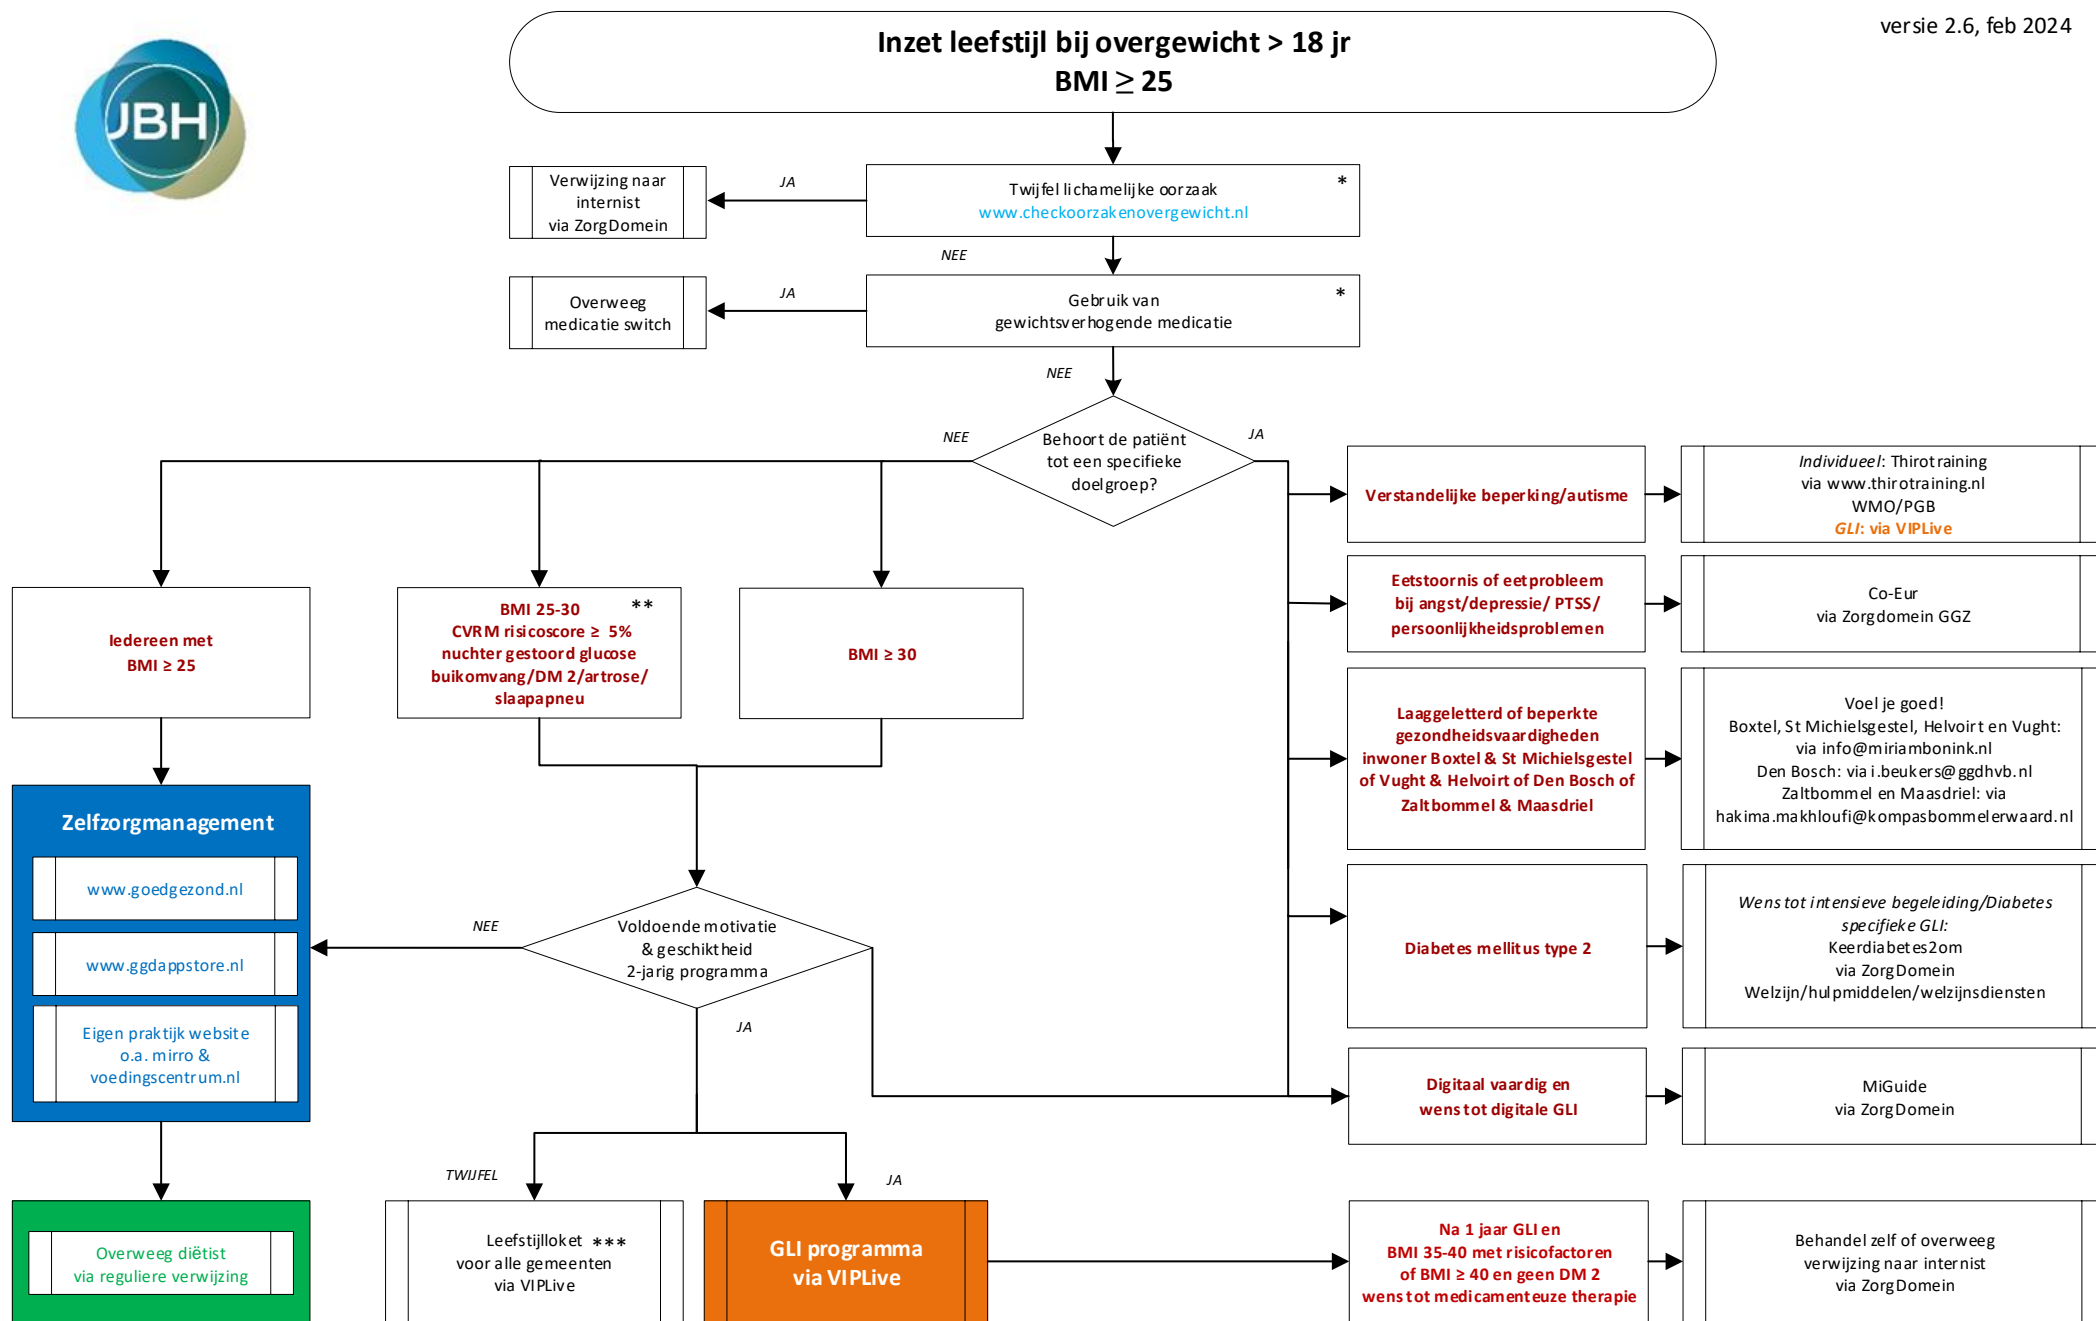 versie 2.6, feb 2024
JBH
Inzet leefstijl bij overgewicht > 18 jr
BMI ≥ 25
Verwijzing naar
internist
via ZorgDomein
JA
Twijfel lichamelijke oorzaak *
www.checkoorzakenovergewicht.nl
NEE
Overweeg
medicatie switch
JA
Gebruik van *
gewichtsverhogende medicatie
NEE
Behoort de patiënt
tot een specifieke
doelgroep?
NEE
JA
Verstandelijke beperking/autisme
Individueel: Thirotraining
via www.thirotraining.nl
WMO/PGB
GLI: via VIPLive
Eetstoornis of eetprobleem
bij angst/depressie/ PTSS/
persoonlijkheidsproblemen
Co-Eur
via Zorgdomein GGZ
Iedereen met
BMI ≥ 25
BMI 25-30 **
CVRM risicoscore ≥ 5%
nuchter gestoord glucose
buikomvang/DM 2/artrose/
slaapapneu
BMI ≥ 30
Laaggeletterd of beperkte
gezondheidsvaardigheden
inwoner Boxtel & St Michielsgestel
of Vught & Helvoirt of Den Bosch of
Zaltbommel & Maasdriel
Voel je goed!
Boxtel, St Michielsgestel, Helvoirt en Vught:
via info@miriambonink.nl
Den Bosch: via i.beukers@ggdhvb.nl
Zaltbommel en Maasdriel: via
hakima.makhloufi@kompasbommelerwaard.nl
Zelfzorgmanagement
www.goedgezond.nl
www.ggdappstore.nl
Eigen praktijk website
o.a. mirro &
voedingscentrum.nl
NEE
Voldoende motivatie
& geschiktheid
2-jarig programma
JA
Diabetes mellitus type 2
Wens tot intensieve begeleiding/Diabetes
specifieke GLI:
Keerdiabetes2om
via ZorgDomein
Welzijn/hulpmiddelen/welzijnsdiensten
Digitaal vaardig en
wens tot digitale GLI
MiGuide
via ZorgDomein
TWIJFEL
JA
Overweeg diëtist
via reguliere verwijzing
Leefstijlloket ***
voor alle gemeenten
via VIPLive
GLI programma
via VIPLive
Na 1 jaar GLI en
BMI 35-40 met risicofactoren
of BMI ≥ 40 en geen DM 2
wens tot medicamenteuze therapie
Behandel zelf of overweeg
verwijzing naar internist
via ZorgDomein